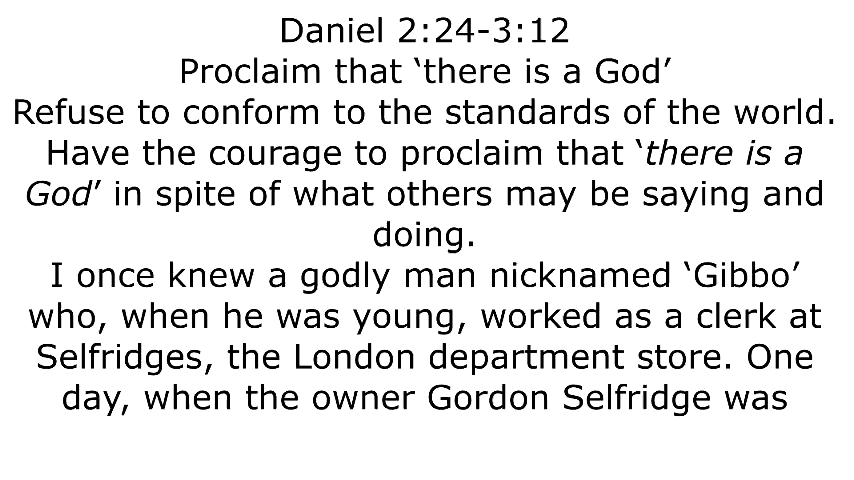 Daniel 2:24-3:12
Proclaim that ‘there is a God’
Refuse to conform to the standards of the world.
Have the courage to proclaim that ‘there is a
God’ in spite of what others may be saying and
doing.
I once knew a godly man nicknamed ‘Gibbo’
who, when he was young, worked as a clerk at
Selfridges, the London department store. One
day, when the owner Gordon Selfridge was